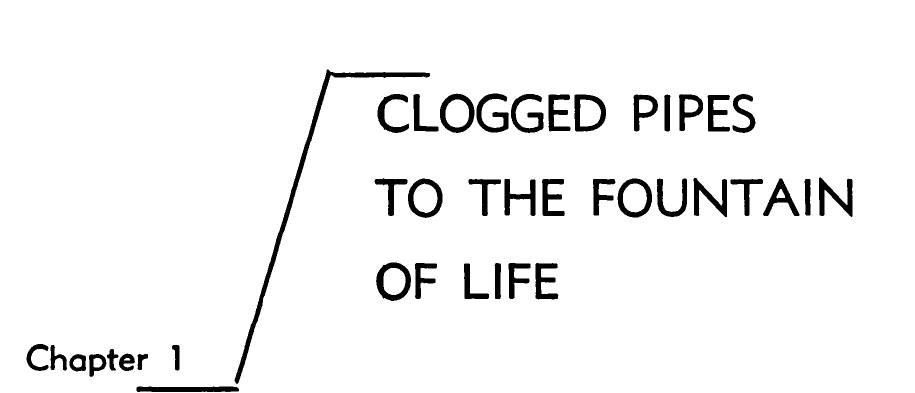 CLOGGED PIPES
TO THE FOUNTAIN
OF LIFE
Chapter 1